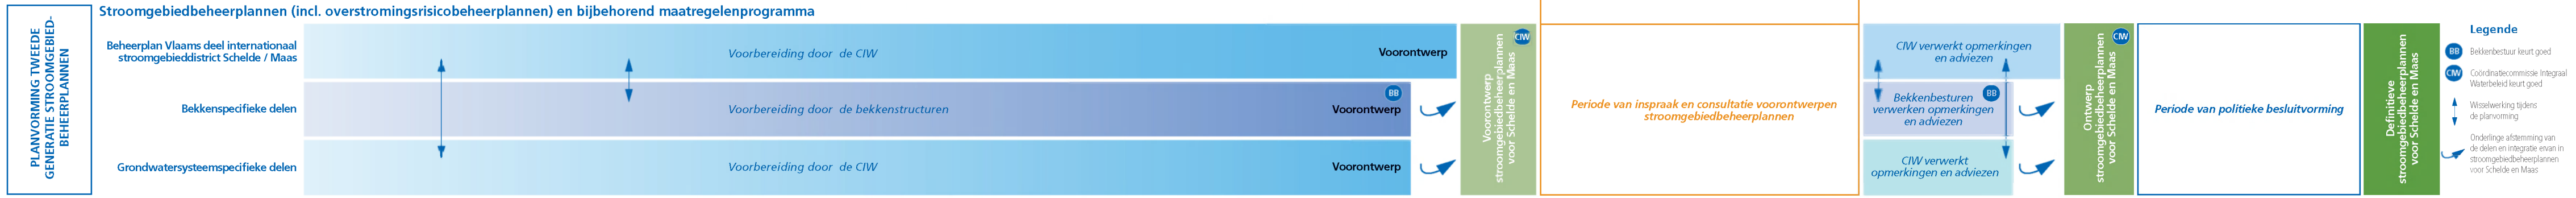 PLANVORMING TWEEDE
GENERATIE STROOMGEBIED-
BEHEERPLANNEN
Stroomgebiedbeheerplannen (incl. overstromingsrisicobeheerplannen) en bijbehorend maatregelenprogramma
Beheerplan Vlaams deel internationaal
stroomgebieddistrict Schelde / Maas
Voorbereiding door de CIW
Voorontwerp
Bekkenspecifieke delen
Voorbereiding door de bekkenstructuren
Voorontwerp
BB
Grondwatersysteemspecifieke delen
Voorbereiding door de CIW
Voorontwerp
CIW
Voorontwerp
stroomgebiedbeheerplannen
voor Schelde en Maas
Periode van inspraak en consultatie voorontwerpen
stroomgebiedbeheerplannen
CIW verwerkt opmerkingen
en adviezen
BB
Bekkenbesturen
verwerken opmerkingen
en adviezen
CIW verwerkt
opmerkingen en adviezen
CIW
Ontwerp
stroomgebiedbeheerplannen
voor Schelde en Maas
Periode van politieke besluitvorming
Definitieve
stroomgebiedbeheerplannen
voor Schelde en Maas
Legende
BB Bekkenbestuur keurt goed
CIW Coördinatiecommissie Integraal
Waterbeleid keurt goed
Wisselwerking tijdens
de planvorming
Onderlinge afstemming van
de delen en integratie ervan in
stroomgebiedbeheerplannen
voor Schelde en Maas